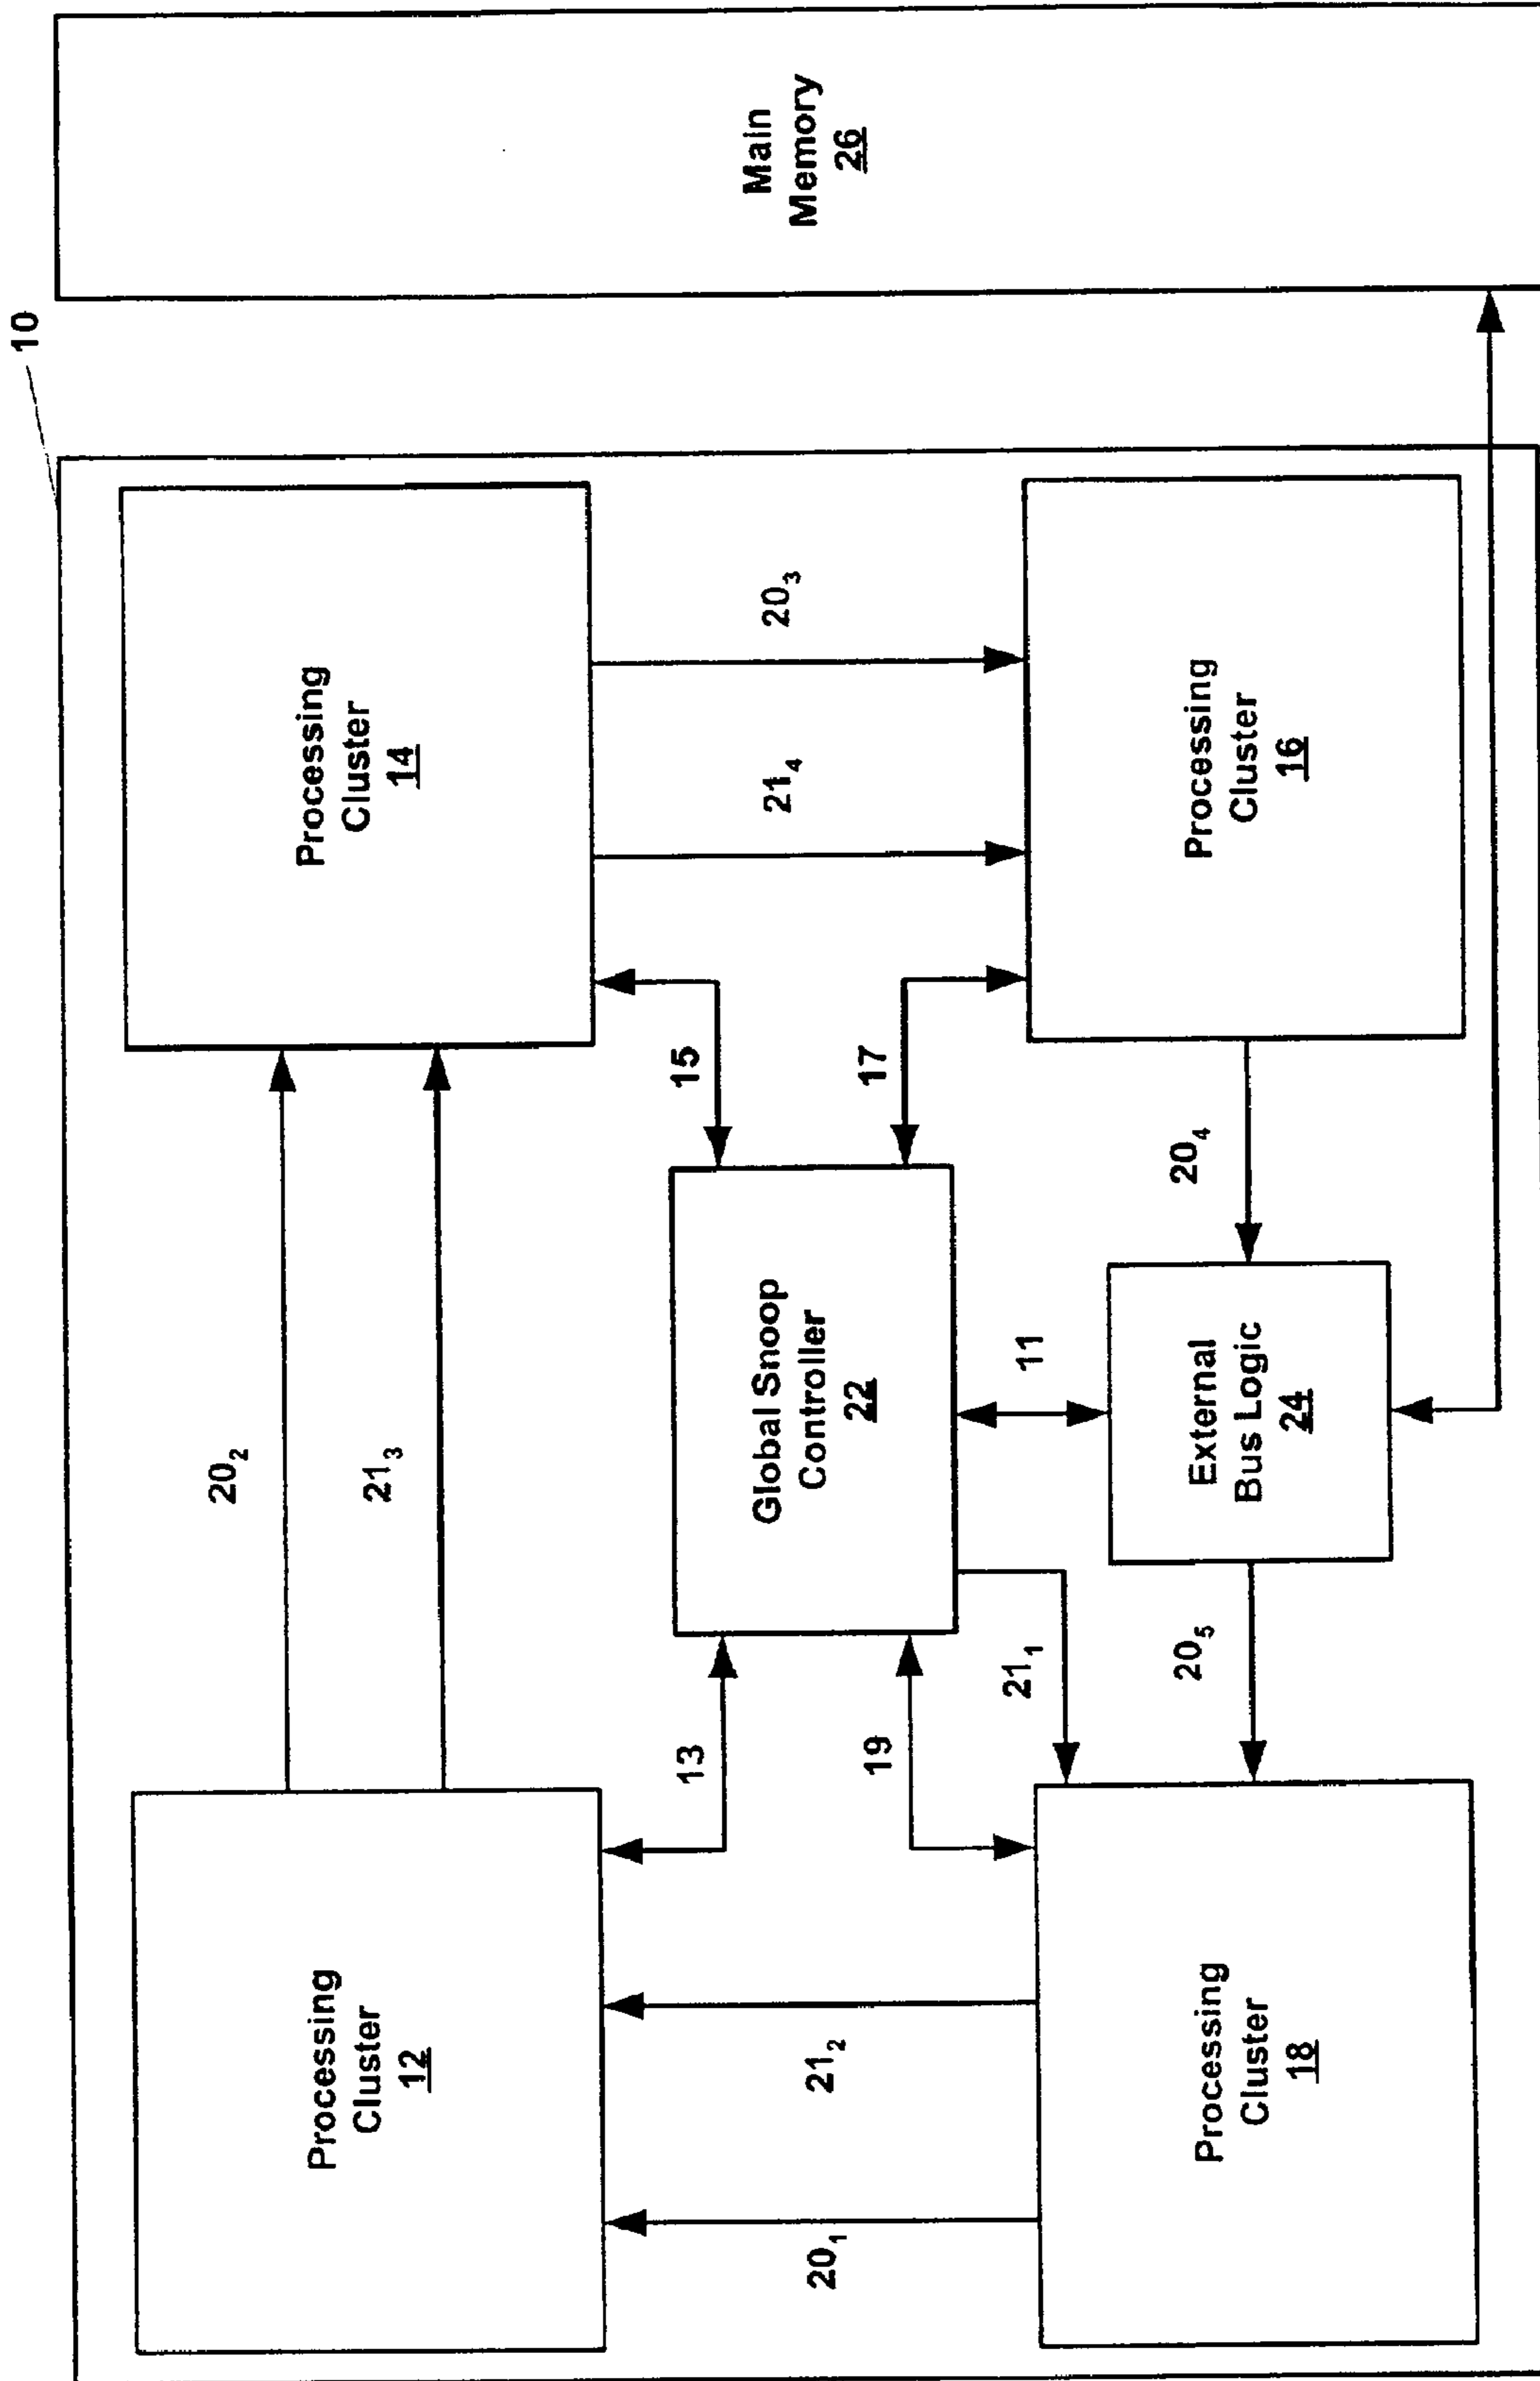 10
Processing
Cluster
12
20₂
21₃
Processing
Cluster
14
Main
Memory
26
13
15
20₁
21₂
Global Snoop
Controller
22
21₄
20₃
19
17
21₁
11
Processing
Cluster
18
20₅
External
Bus Logic
24
20₄
Processing
Cluster
16